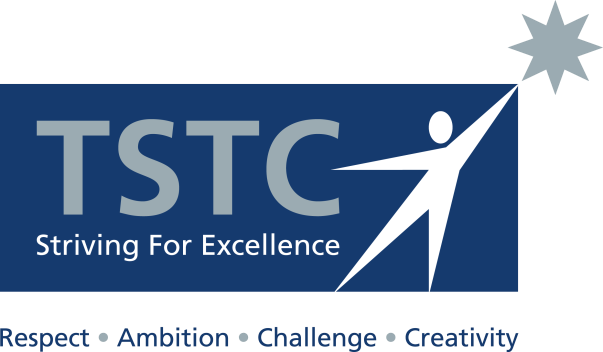 TSTC
Striving For Excellence
Respect • Ambition • Challenge • Creativity